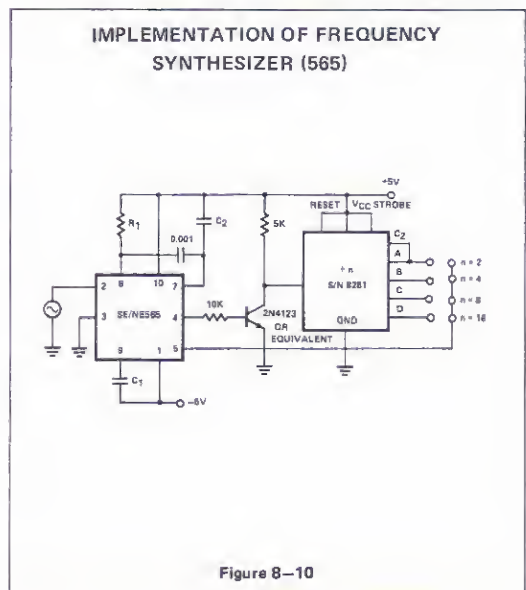 IMPLEMENTATION OF FREQUENCY
SYNTHESIZER (565)
+5V
RESET
VCC STROBE
R1
C2
5K
0.001
C2
A
n = 2
÷ n
B
n = 4
S/N 8281
C
n = 8
D
n = 16
GND
8
10
7
2
SE/NE565
4
10K
2N4123
OR
EQUIVALENT
3
9
1
5
C1
-5V
Figure 8-10